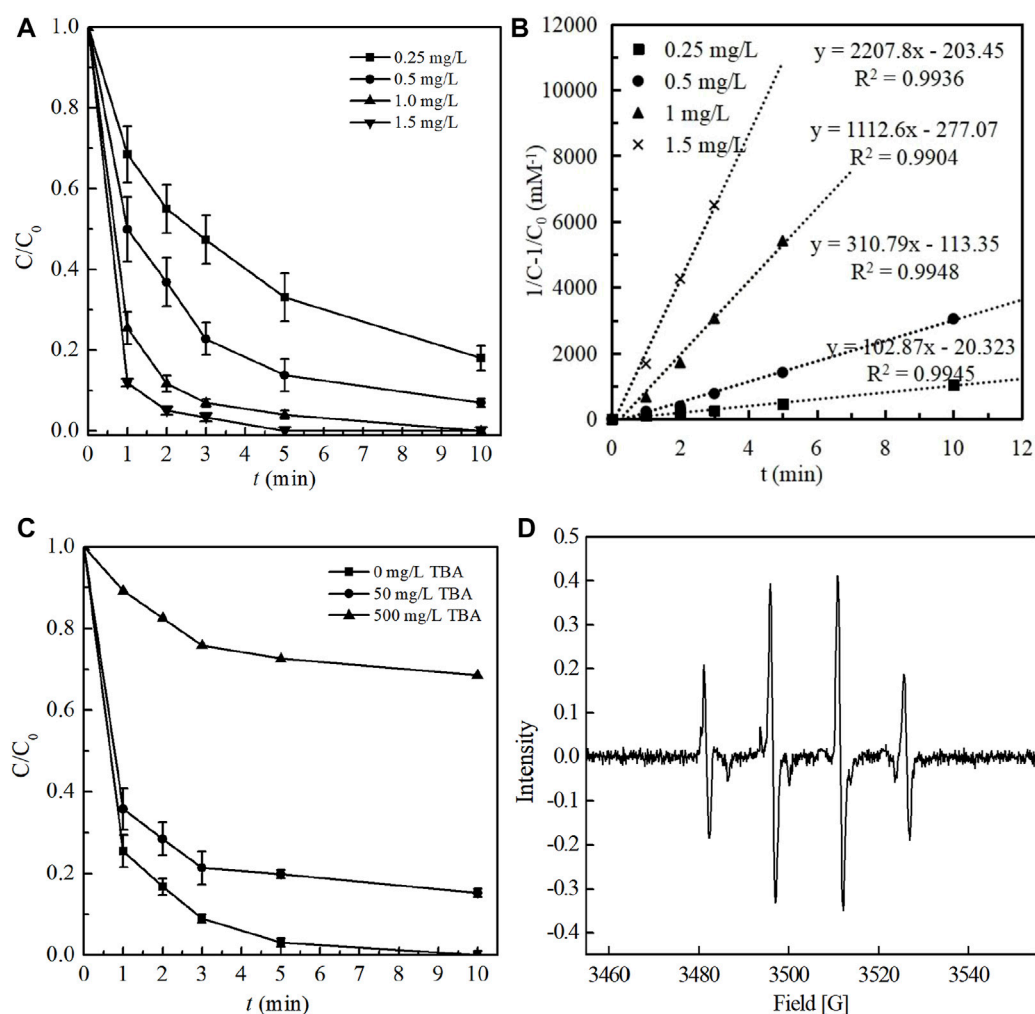 A
1.0
0.8
0.6
0.4
0.2
0.0
C/C0
0 1 2 3 4 5 6 7 8 9 10
t (min)
0.25 mg/L
0.5 mg/L
1.0 mg/L
1.5 mg/L
B
12000
10000
8000
6000
4000
2000
0
1/C-1/C0 (mM-1)
0 2 4 6 8 10 12
t (min)
0.25 mg/L
0.5 mg/L
1 mg/L
1.5 mg/L
y = 2207.8x - 203.45
R2 = 0.9936
y = 1112.6x - 277.07
R2 = 0.9904
y = 310.79x - 113.35
R2 = 0.9948
y = 102.87x - 20.323
R2 = 0.9945
C
1.0
0.8
0.6
0.4
0.2
0.0
C/C0
0 1 2 3 4 5 6 7 8 9 10
t (min)
0 mg/L TBA
50 mg/L TBA
500 mg/L TBA
D
0.5
0.4
0.3
0.2
0.1
0.0
-0.1
-0.2
-0.3
-0.4
Intensity
3460 3480 3500 3520 3540
Field [G]